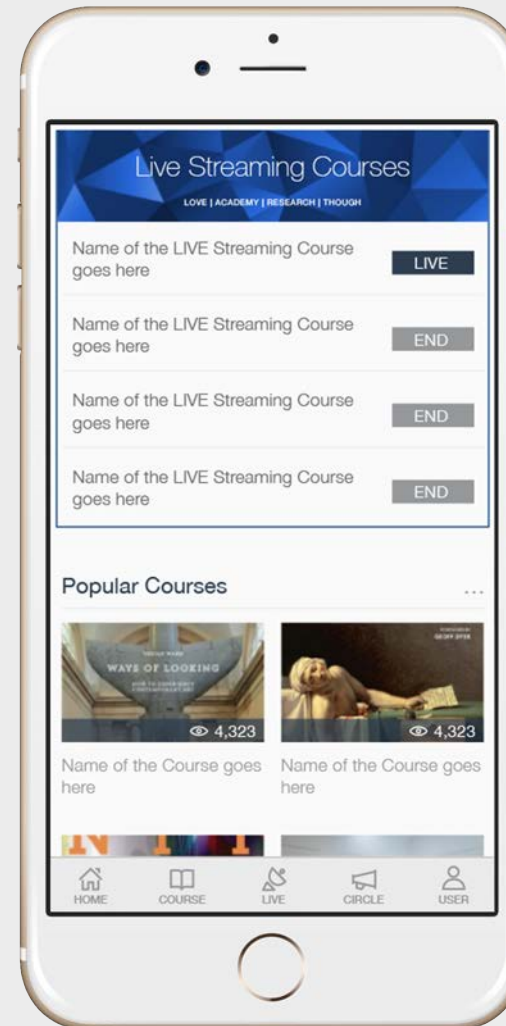 Live Streaming Courses
LOVE | ACADEMY | RESEARCH | THOUGH
Name of the LIVE Streaming Course
goes here
LIVE
Name of the LIVE Streaming Course
goes here
END
Name of the LIVE Streaming Course
goes here
END
Name of the LIVE Streaming Course
goes here
END
Popular Courses
...
WAYS OF LOOKING
4,323
GEOFF DYER
4,323
Name of the Course goes
here
Name of the Course goes
here
HOME
COURSE
LIVE
CIRCLE
USER